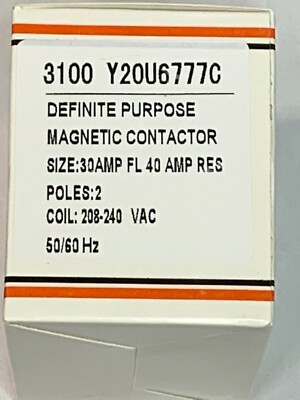 3100 Y20U6777C
DEFINITE PURPOSE
MAGNETIC CONTACTOR
SIZE:30AMP FL 40 AMP RES
POLES:2
COIL: 208-240 VAC
50/60 Hz